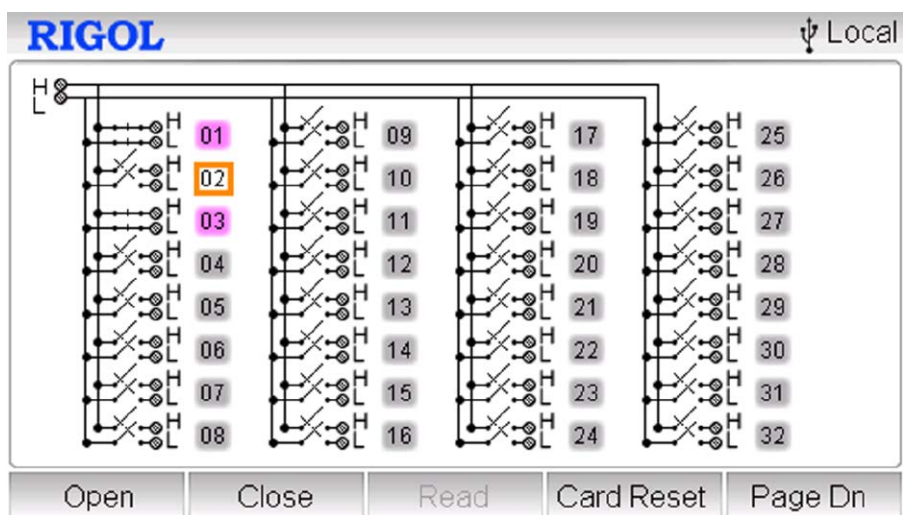 RIGOL Local
H
L
H 01 H 09 H 17 H 25
L L L L
H 02 H 10 H 18 H 26
L L L L
H 03 H 11 H 19 H 27
L L L L
H 04 H 12 H 20 H 28
L L L L
H 05 H 13 H 21 H 29
L L L L
H 06 H 14 H 22 H 30
L L L L
H 07 H 15 H 23 H 31
L L L L
H 08 H 16 H 24 H 32
L L L L
Open Close Read Card Reset Page Dn